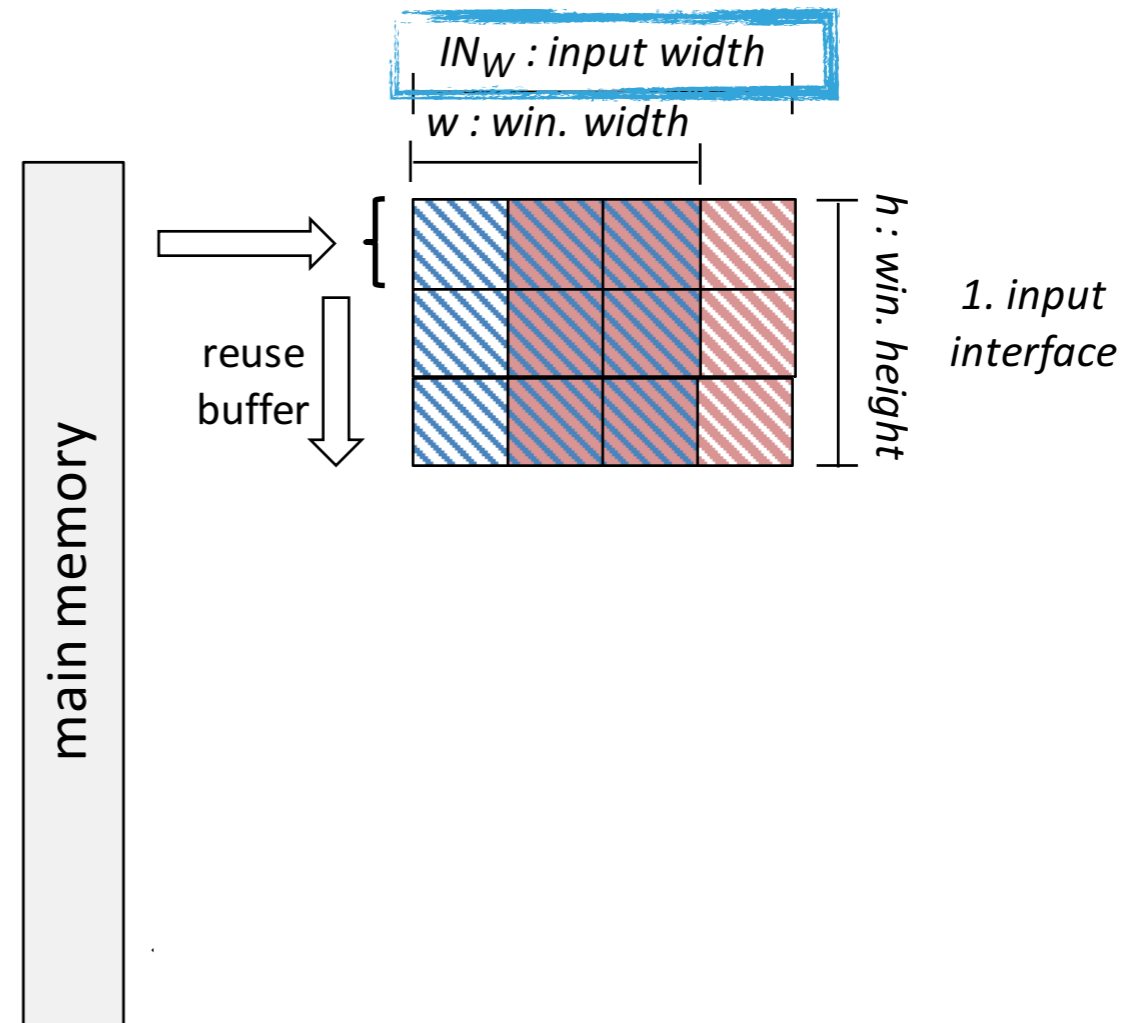 IN_W : input width
w : win. width
h : win. height
1. input
interface
reuse
buffer
main memory